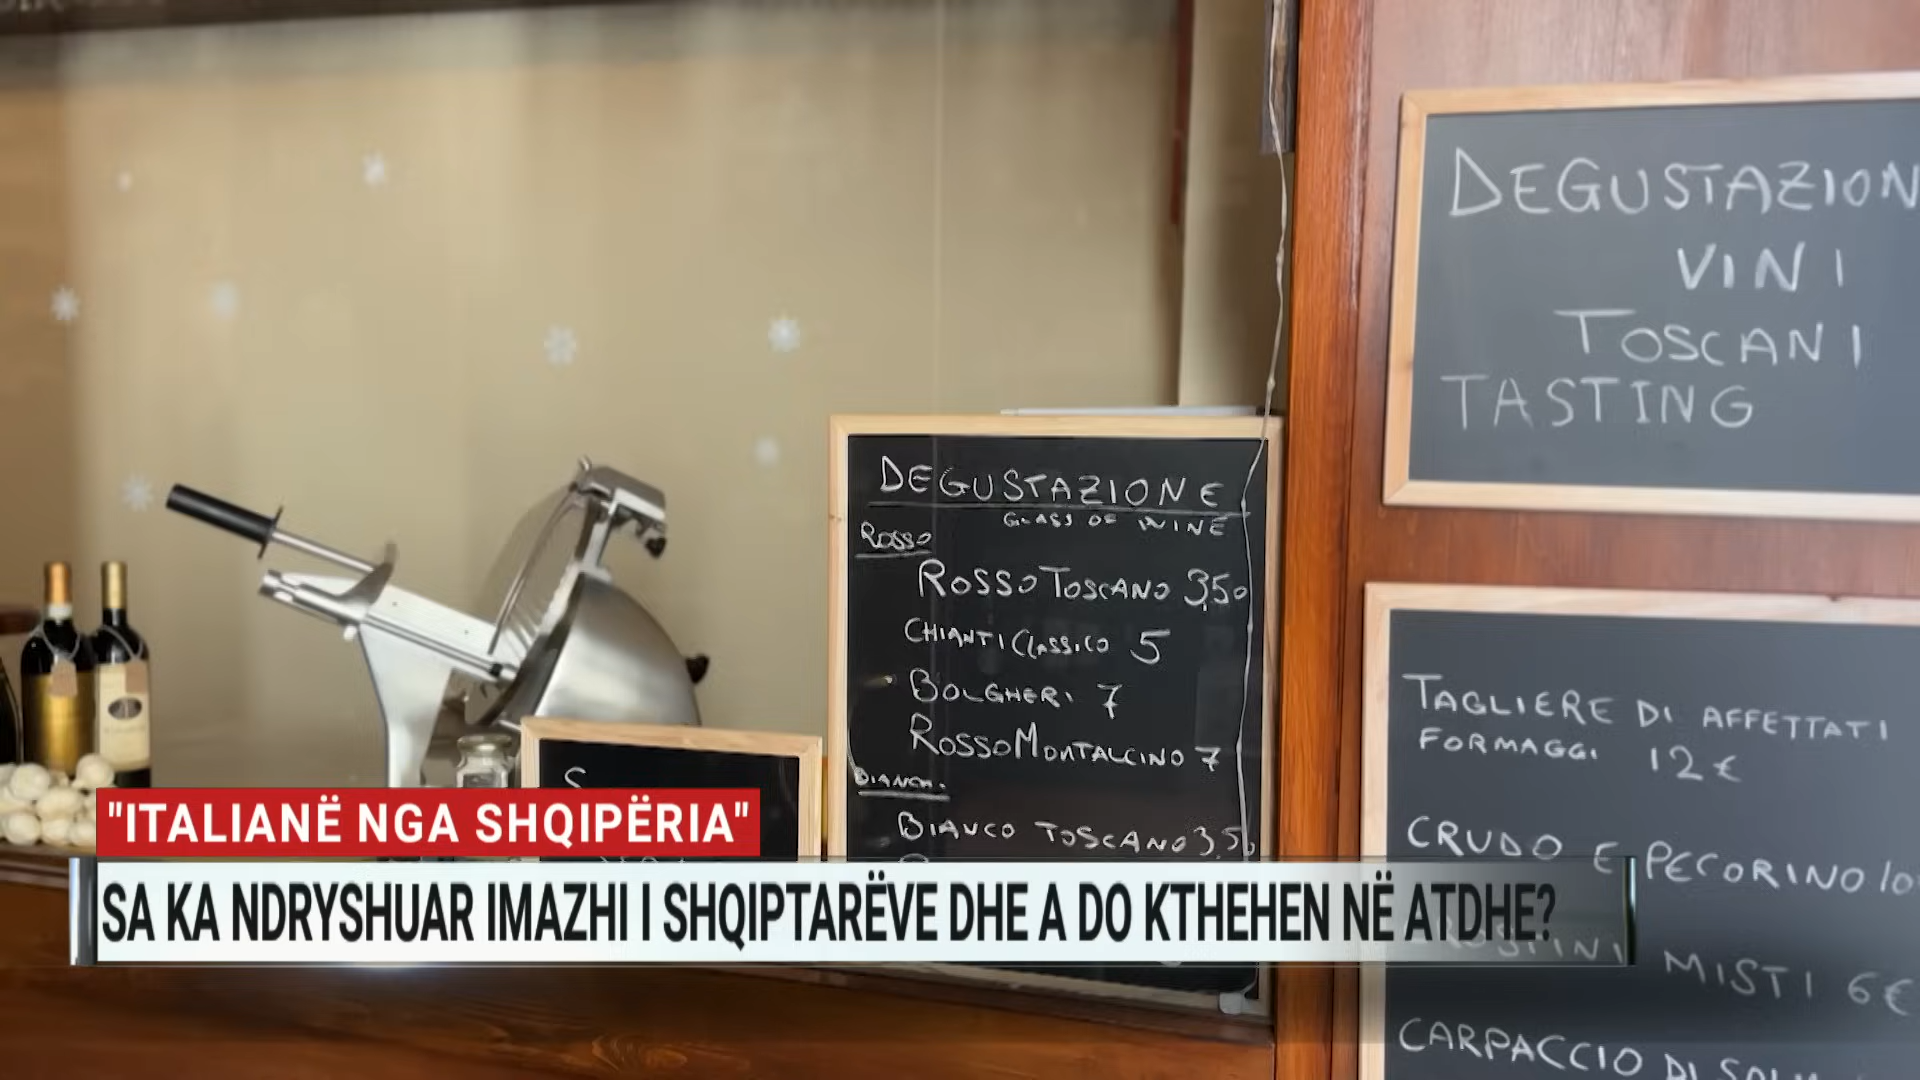 DEGUSTAZION
VINI
TOSCANI
TASTING
DEGUSTAZIONE
GLASS OF WINE
ROSSO
ROSSO TOSCANO 3,50
CHIANTI CLASSICO 5
BOLGHERI 7
ROSSO MONTALCINO 7
BIANCHI
BIANCO TOSCANO 3,50
TAGLIERE DI AFFETTATI
FORMAGGI 12€
CRUDO E PECORINO 10
MISTI 6€
CARPACCIO DI
"ITALIANË NGA SHQIPËRIA"
SA KA NDRYSHUAR IMAZHI I SHQIPTARËVE DHE A DO KTHEHEN NË ATDHE?